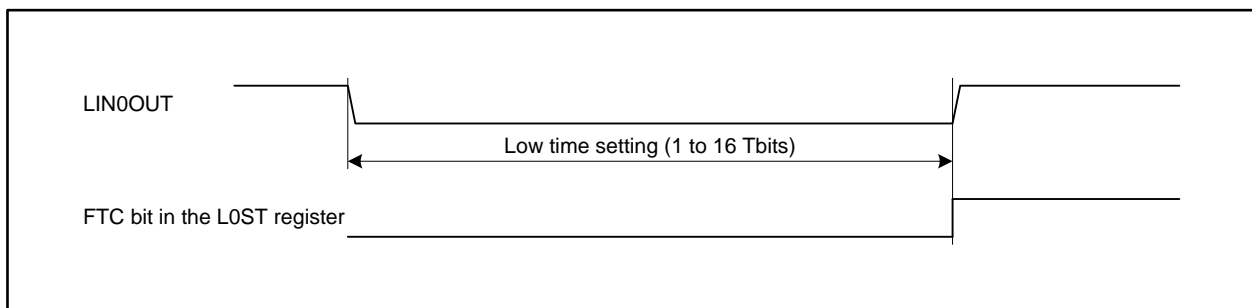 LIN0OUT
Low time setting (1 to 16 Tbits)
FTC bit in the L0ST register